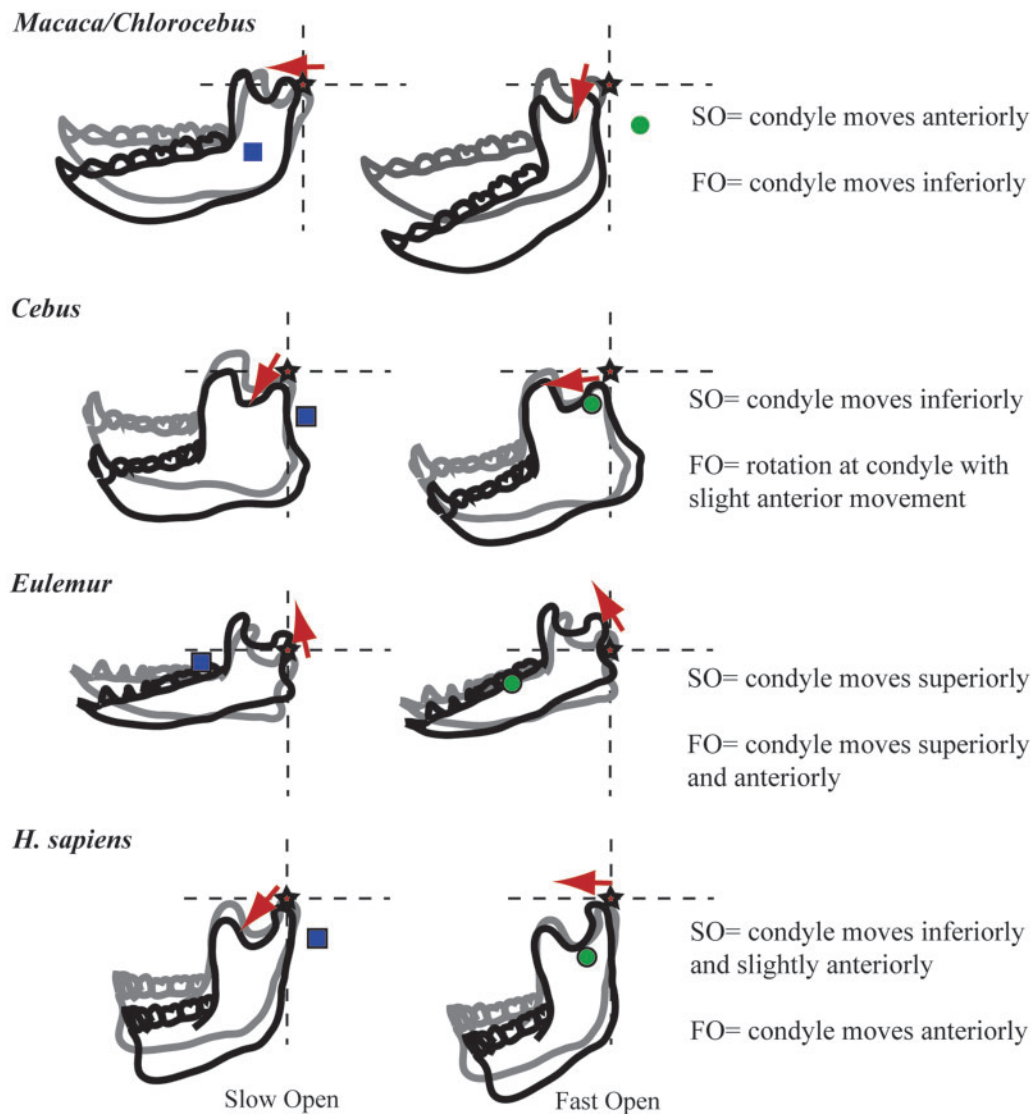 Macaca/Chlorocebus
SO= condyle moves anteriorly
FO= condyle moves inferiorly
Cebus
SO= condyle moves inferiorly
FO= rotation at condyle with
slight anterior movement
Eulemur
SO= condyle moves superiorly
FO= condyle moves superiorly
and anteriorly
H. sapiens
SO= condyle moves inferiorly
and slightly anteriorly
FO= condyle moves anteriorly
Slow Open
Fast Open